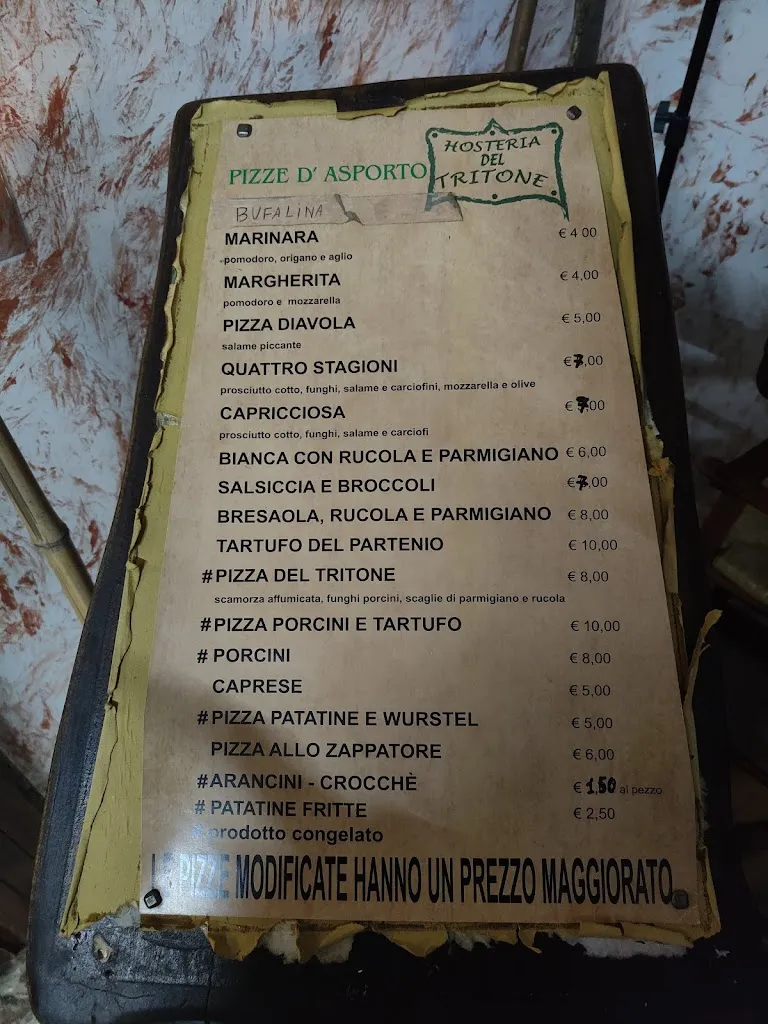 PIZZE D' ASPORTO
HOSTERIA
DEL
TRITONE
BUFALINA
MARINARA € 4 00
pomodoro, origano e aglio
MARGHERITA € 4,00
pomodoro e mozzarella
PIZZA DIAVOLA € 5,00
salame piccante
QUATTRO STAGIONI € 7,00
prosciutto cotto, funghi, salame e carciofini, mozzarella e olive
CAPRICCIOSA € 7,00
prosciutto cotto, funghi, salame e carciofi
BIANCA CON RUCOLA E PARMIGIANO € 6,00
SALSICCIA E BROCCOLI € 7,00
BRESAOLA, RUCOLA E PARMIGIANO € 8,00
TARTUFO DEL PARTENIO € 10,00
#PIZZA DEL TRITONE € 8,00
scamorza affumicata, funghi porcini, scaglie di parmigiano e rucola
#PIZZA PORCINI E TARTUFO € 10,00
# PORCINI € 8,00
CAPRESE € 5,00
#PIZZA PATATINE E WURSTEL € 5,00
PIZZA ALLO ZAPPATORE € 6,00
#ARANCINI - CROCCHÈ € 1,50 al pezzo
# PATATINE FRITTE € 2,50
# prodotto congelato
LE PIZZE MODIFICATE HANNO UN PREZZO MAGGIORATO